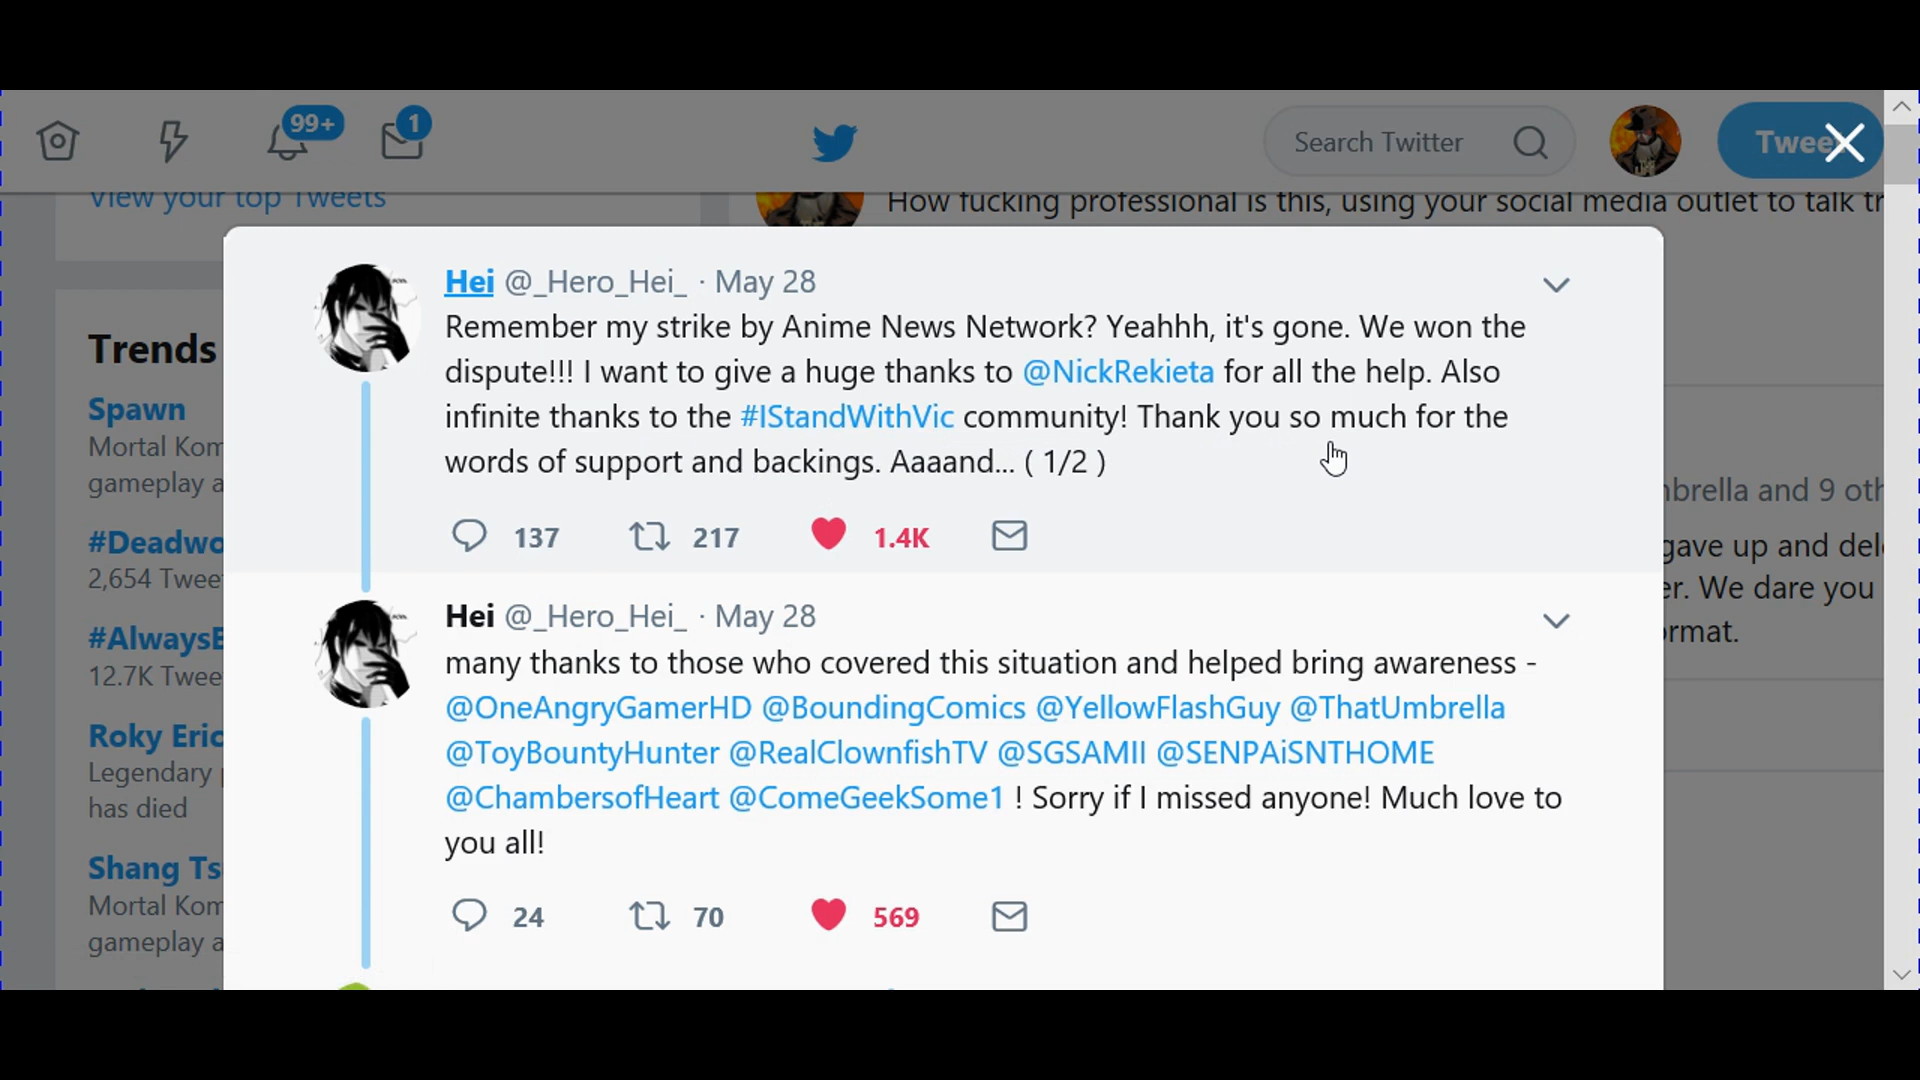 99+
1
Search Twitter
Twee
View your top Tweets
How fucking professional is this, using your social media outlet to talk tr
Hei @_Hero_Hei_ · May 28
Remember my strike by Anime News Network? Yeahhh, it's gone. We won the
dispute!!! I want to give a huge thanks to @NickRekieta for all the help. Also
infinite thanks to the #IStandWithVic community! Thank you so much for the
words of support and backings. Aaaand... ( 1/2 )
137 217 1.4K
Hei @_Hero_Hei_ · May 28
many thanks to those who covered this situation and helped bring awareness -
@OneAngryGamerHD @BoundingComics @YellowFlashGuy @ThatUmbrella
@ToyBountyHunter @RealClownfishTV @SGSAMII @SENPAiSNTHOME
@ChambersofHeart @ComeGeekSome1 ! Sorry if I missed anyone! Much love to
you all!
24 70 569
Trends
Spawn
Mortal Kom
gameplay a
#Deadwo
2,654 Twee
#AlwaysB
12.7K Twee
Roky Eric
Legendary
has died
Shang Ts
Mortal Kom
gameplay a
brella and 9 oth
gave up and del
er. We dare you
rmat.